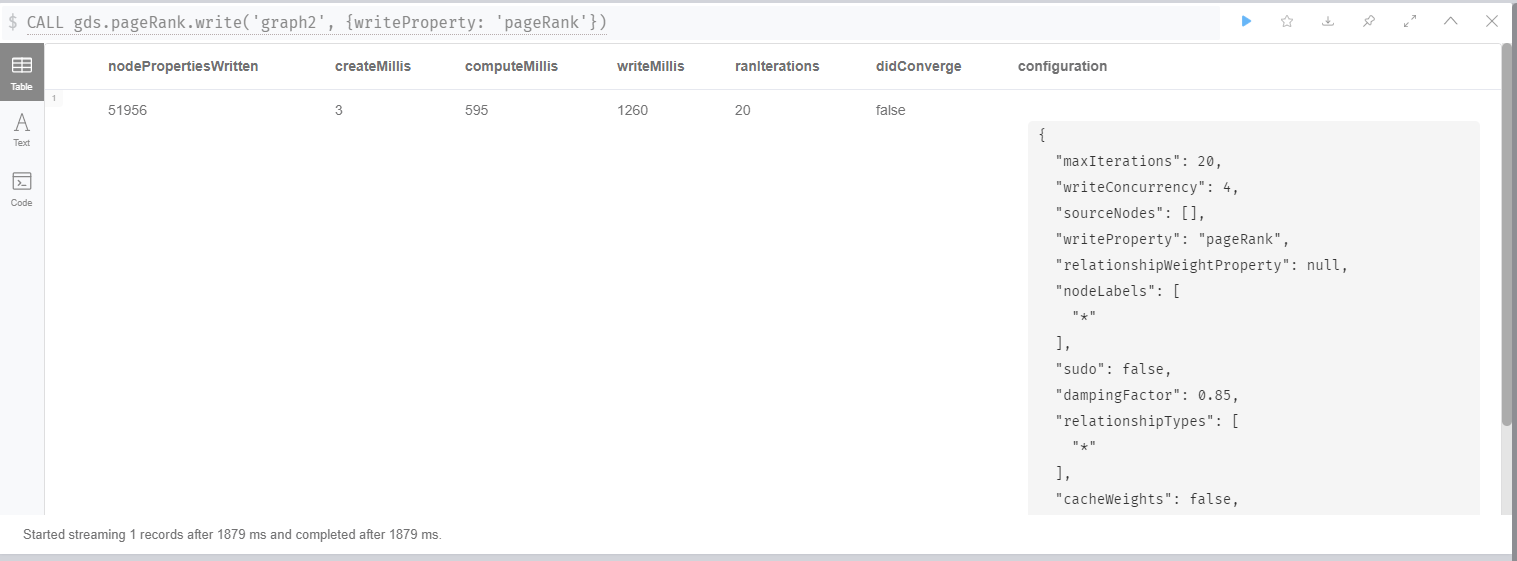 $ CALL gds.pageRank.write('graph2', {writeProperty: 'pageRank'})
Table
Text
Code
nodePropertiesWritten createMillis computeMillis writeMillis ranIterations didConverge configuration
1
51956 3 595 1260 20 false
{
"maxIterations": 20,
"writeConcurrency": 4,
"sourceNodes": [],
"writeProperty": "pageRank",
"relationshipWeightProperty": null,
"nodeLabels": [
"*"
],
"sudo": false,
"dampingFactor": 0.85,
"relationshipTypes": [
"*"
],
"cacheWeights": false,
Started streaming 1 records after 1879 ms and completed after 1879 ms.